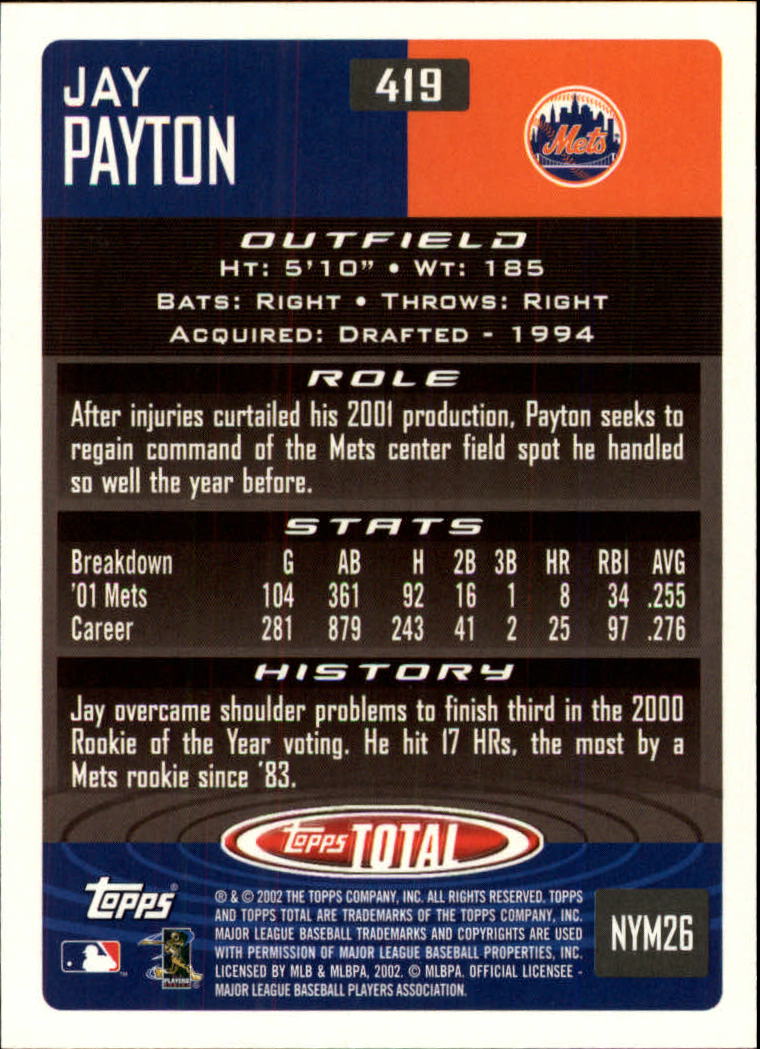 JAY
PAYTON
419
Mets
OUTFIELD
HT: 5'10" • WT: 185
BATS: RIGHT • THROWS: RIGHT
ACQUIRED: DRAFTED - 1994
ROLE
After injuries curtailed his 2001 production, Payton seeks to
regain command of the Mets center field spot he handled
so well the year before.
STATS
Breakdown G AB H 2B 3B HR RBI AVG
'01 Mets 104 361 92 16 1 8 34 .255
Career 281 879 243 41 2 25 97 .276
HISTORY
Jay overcame shoulder problems to finish third in the 2000
Rookie of the Year voting. He hit 17 HRs, the most by a
Mets rookie since '83.
topps TOTAL
topps®
® & © 2002 THE TOPPS COMPANY, INC. ALL RIGHTS RESERVED. TOPPS
AND TOPPS TOTAL ARE TRADEMARKS OF THE TOPPS COMPANY, INC.
MAJOR LEAGUE BASEBALL TRADEMARKS AND COPYRIGHTS ARE USED
WITH PERMISSION OF MAJOR LEAGUE BASEBALL PROPERTIES, INC.
LICENSED BY MLB & MLBPA, 2002. © MLBPA. OFFICIAL LICENSEE -
MAJOR LEAGUE BASEBALL PLAYERS ASSOCIATION.
PLAYERS
NYM26